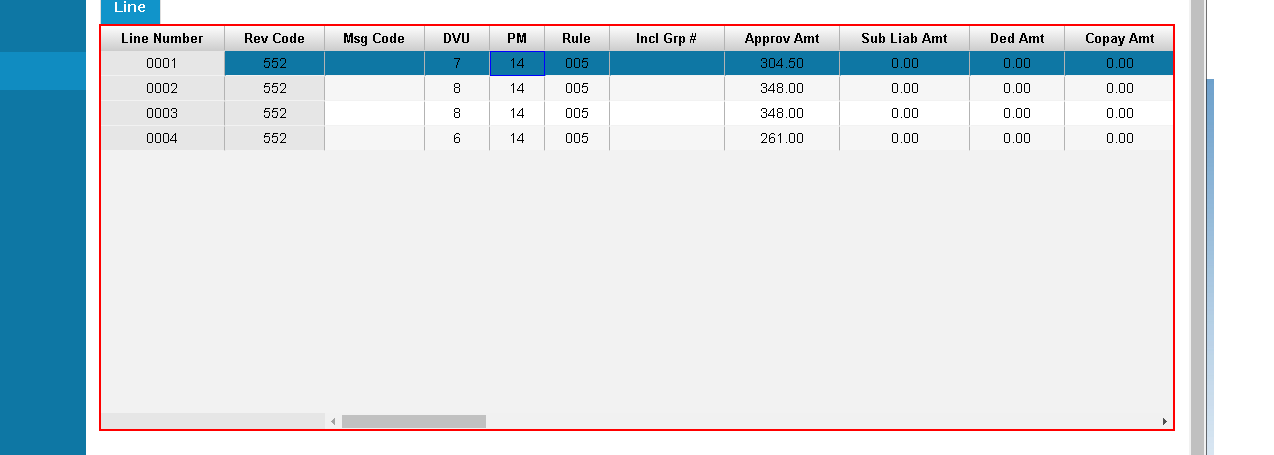 Line
Line Number Rev Code Msg Code DVU PM Rule Incl Grp # Approv Amt Sub Liab Amt Ded Amt Copay Amt
0001 552 7 14 005 304.50 0.00 0.00 0.00
0002 552 8 14 005 348.00 0.00 0.00 0.00
0003 552 8 14 005 348.00 0.00 0.00 0.00
0004 552 6 14 005 261.00 0.00 0.00 0.00